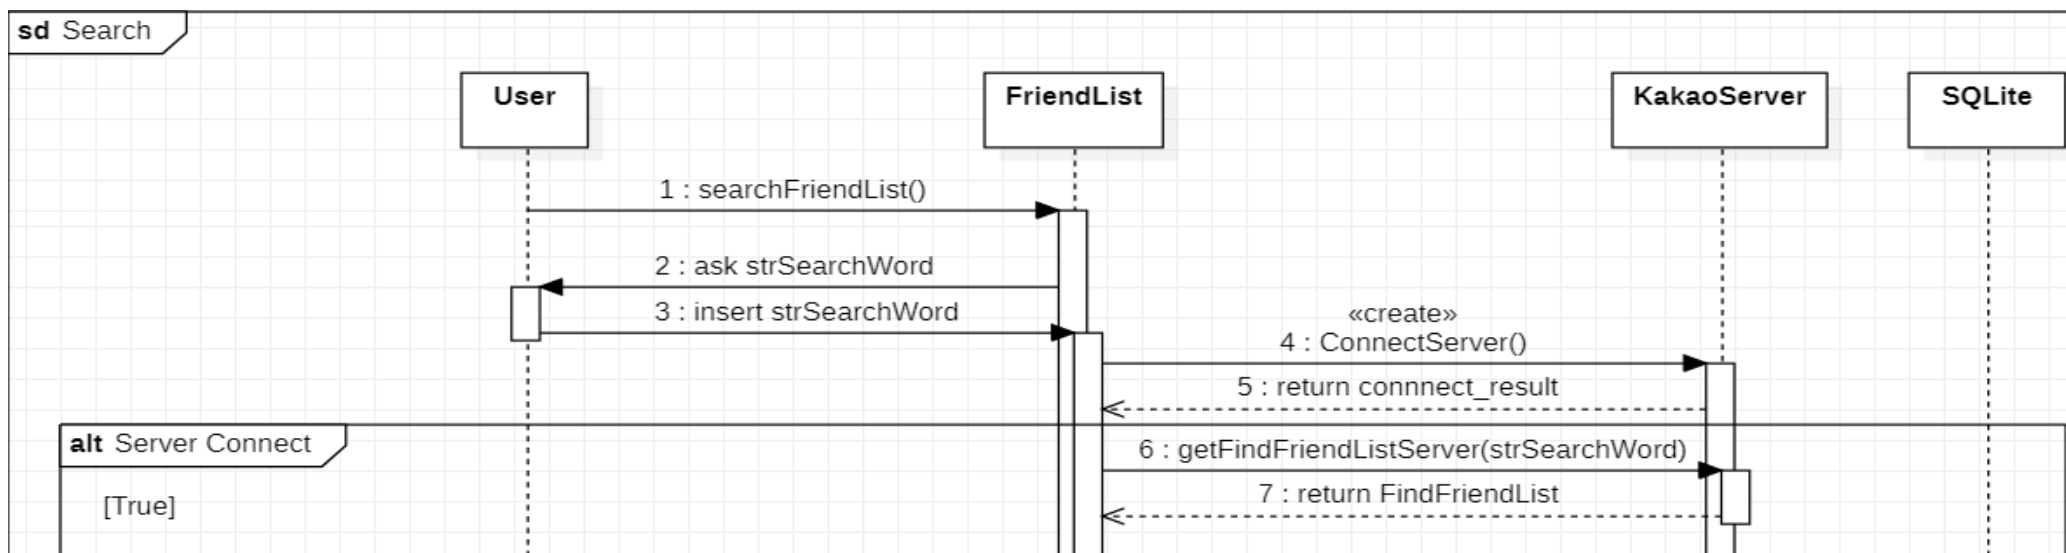 sd Search
User
FriendList
KakaoServer
SQLite
1 : searchFriendList()
2 : ask strSearchWord
3 : insert strSearchWord
«create»
4 : ConnectServer()
5 : return connnect_result
alt Server Connect
6 : getFindFriendListServer(strSearchWord)
7 : return FindFriendList
[True]